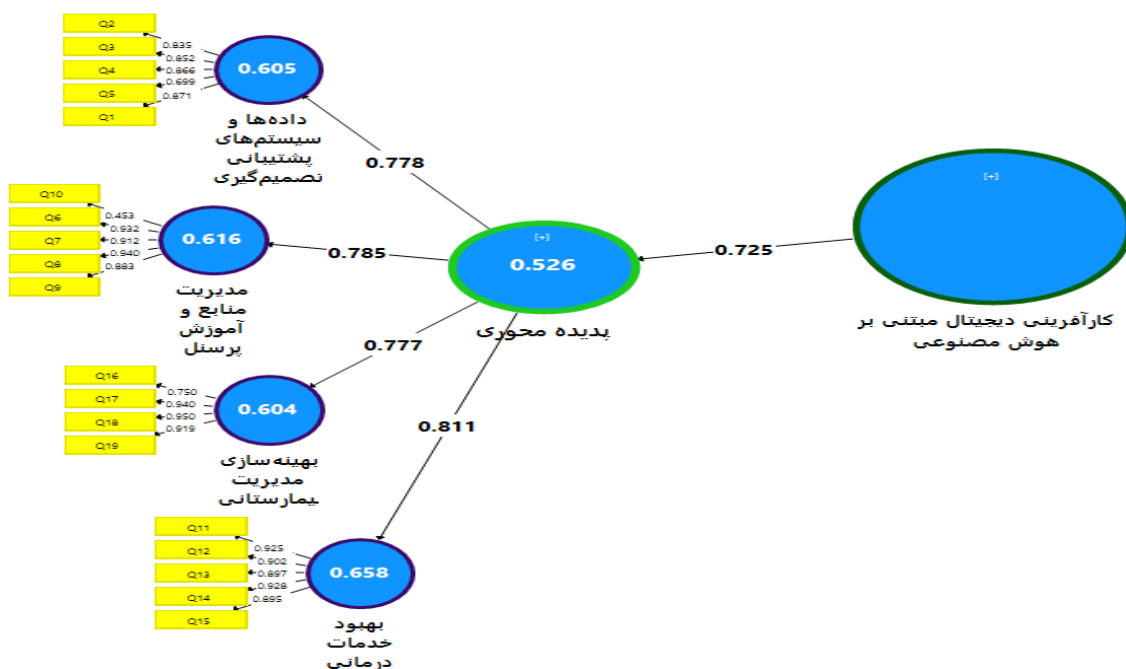 Q2
Q3
Q4
Q5
Q1
0.835
0.852
0.866
0.699
0.871
0.605
داده‌ها و
سیستم‌های
پشتیبانی
تصمیم‌گیری
Q10
Q6
Q7
Q8
Q9
0.453
0.932
0.912
0.940
0.883
0.616
مدیریت
منابع و
آموزش
پرسنل
Q16
Q17
Q18
Q19
0.750
0.940
0.950
0.919
0.604
بهینه‌سازی
مدیریت
بیمارستانی
Q11
Q12
Q13
Q14
Q15
0.925
0.902
0.897
0.928
0.895
0.658
بهبود
خدمات
درمانی
0.778
0.785
0.777
0.811
[+]
0.526
پدیده محوری
0.725
[+]
کارآفرینی دیجیتال مبتنی بر
هوش مصنوعی